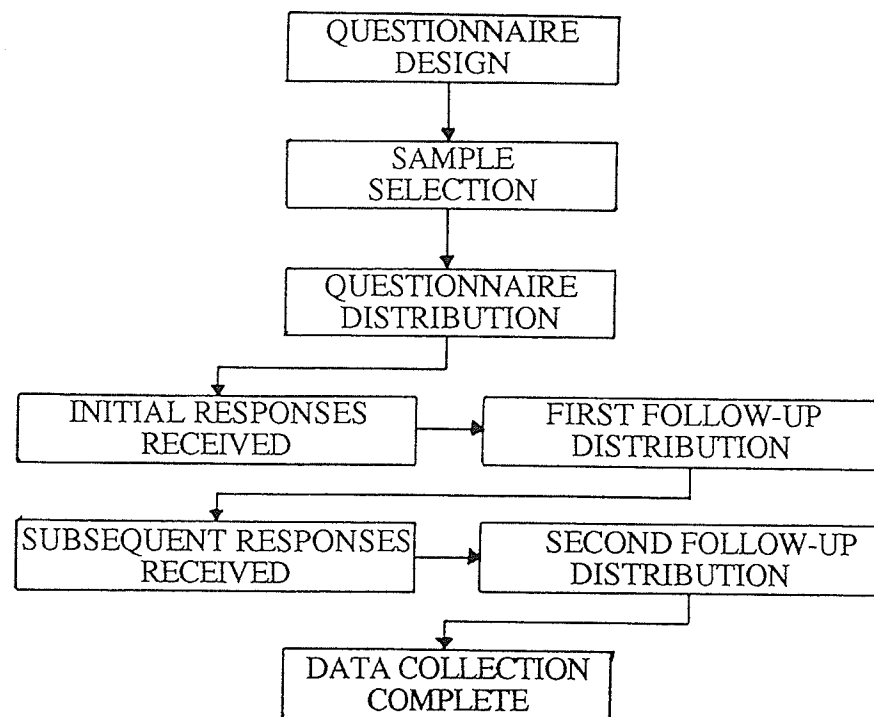 QUESTIONNAIRE
DESIGN
SAMPLE
SELECTION
QUESTIONNAIRE
DISTRIBUTION
INITIAL RESPONSES
RECEIVED
FIRST FOLLOW-UP
DISTRIBUTION
SUBSEQUENT RESPONSES
RECEIVED
SECOND FOLLOW-UP
DISTRIBUTION
DATA COLLECTION
COMPLETE